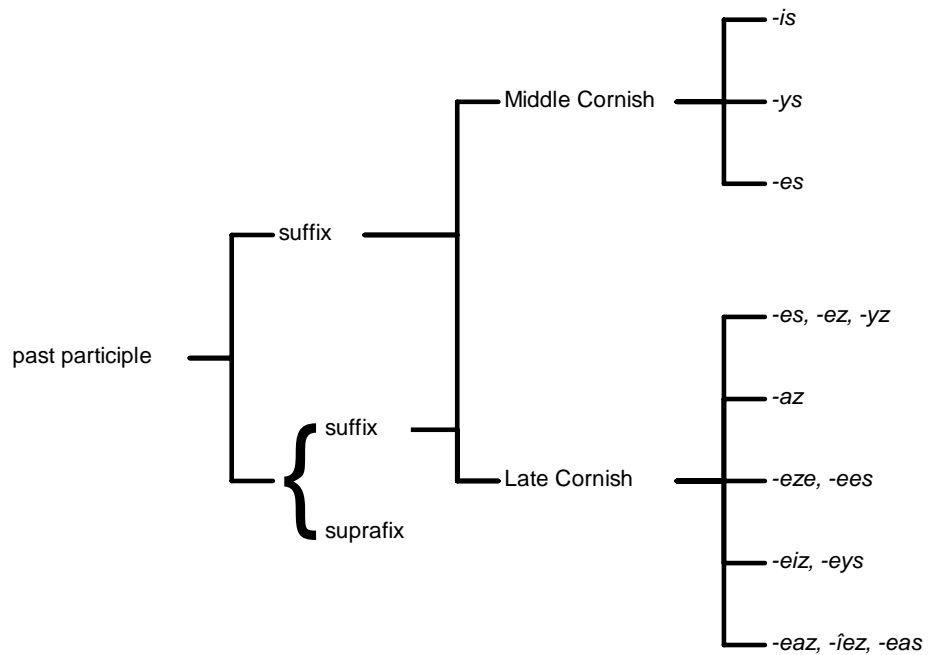 -is
Middle Cornish
-ys
-es
suffix
-es, -ez, -yz
past participle
-az
{
suffix
Late Cornish
-eze, -ees
suprafix
-eiz, -eys
-eaz, -îez, -eas